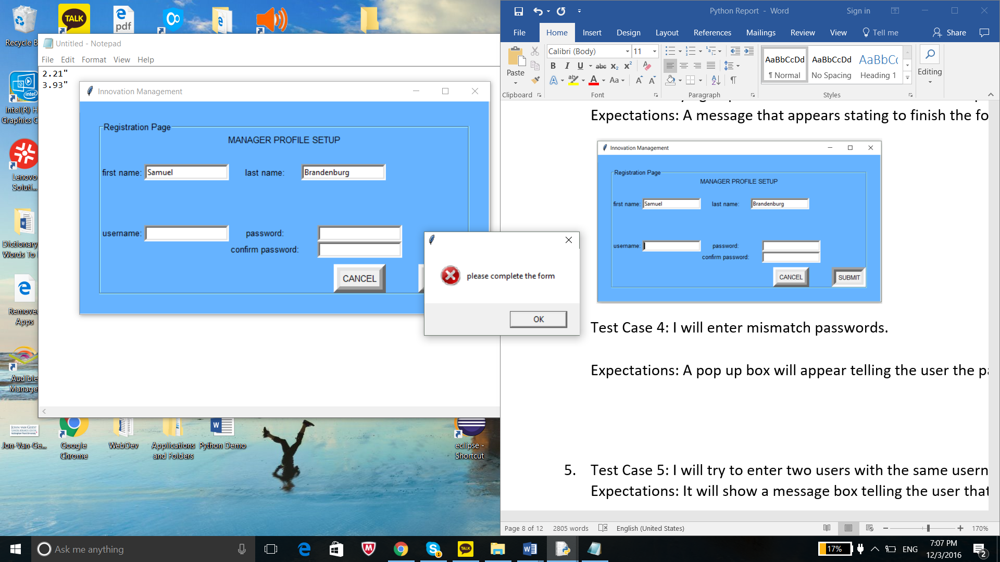 Recycle B
TALK
pdf
Untitled - Notepad
File Edit Format View Help
2.21"
3.93"
Innovation Management
Registration Page
MANAGER PROFILE SETUP
first name: Samuel last name: Brandenburg
username: password:
confirm password:
CANCEL
please complete the form
OK
intel
Intel(R) H
Graphics C
Lenovo
Soluti...
Dictionary
Words To
Removed
Apps
Audible
Manage
Jon-Van-Ge...
Google
Chrome
WebDev
Applications
and Folders
Python Demo
eclipse -
Shortcut
Python Report - Word
Sign in
File Home Insert Design Layout References Mailings Review View Tell me Share
Paste
Calibri (Body) 11
B I U abc X₂ X²
A ab A Aa A A
AaBbCcDd AaBbCcDd AaBbCc
¶ Normal No Spacing Heading 1
Editing
Clipboard Font Paragraph Styles
Expectations: A message that appears stating to finish the fo
Innovation Management
Registration Page
MANAGER PROFILE SETUP
first name: Samuel last name: Brandenburg
username: password:
confirm password:
CANCEL SUBMIT
Test Case 4: I will enter mismatch passwords.
Expectations: A pop up box will appear telling the user the pa
5. Test Case 5: I will try to enter two users with the same usern
Expectations: It will show a message box telling the user that
Page 8 of 12 2805 words English (United States) 170%
Ask me anything
TALK
17% ENG 7:07 PM
12/3/2016
2